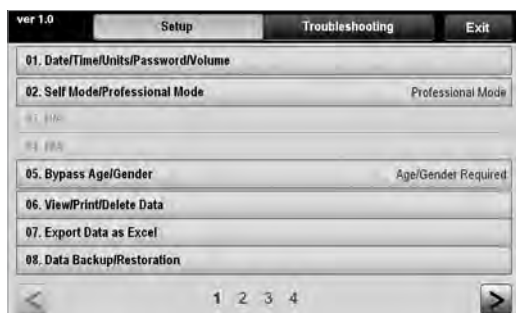 ver 1.0 Setup Troubleshooting Exit
01. Date/Time/Units/Password/Volume
02. Self Mode/Professional Mode Professional Mode
03. N/A
04. N/A
05. Bypass Age/Gender Age/Gender Required
06. View/Print/Delete Data
07. Export Data as Excel
08. Data Backup/Restoration
< 1 2 3 4 >